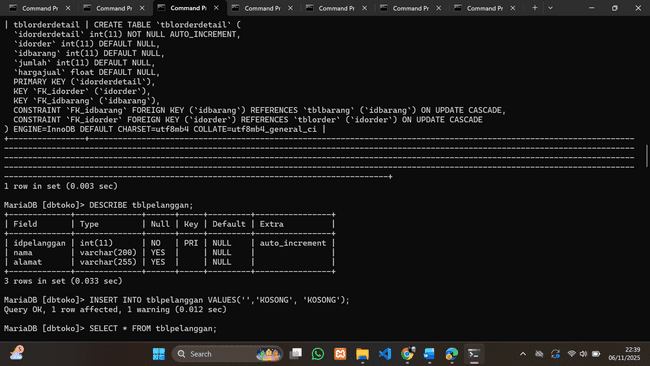 Command Pr
Command Pr
Command Pr
Command Pr
Command Pr
Command Pr
Command Pr
| tblorderdetail | CREATE TABLE `tblorderdetail` (
`idorderdetail` int(11) NOT NULL AUTO_INCREMENT,
`idorder` int(11) DEFAULT NULL,
`idbarang` int(11) DEFAULT NULL,
`jumlah` int(11) DEFAULT NULL,
`hargajual` float DEFAULT NULL,
PRIMARY KEY (`idorderdetail`),
KEY `FK_idorder` (`idorder`),
KEY `FK_idbarang` (`idbarang`),
CONSTRAINT `FK_idbarang` FOREIGN KEY (`idbarang`) REFERENCES `tblbarang` (`idbarang`) ON UPDATE CASCADE,
CONSTRAINT `FK_idorder` FOREIGN KEY (`idorder`) REFERENCES `tblorder` (`idorder`) ON UPDATE CASCADE
) ENGINE=InnoDB DEFAULT CHARSET=utf8mb4 COLLATE=utf8mb4_general_ci |
1 row in set (0.003 sec)
MariaDB [dbtoko]> DESCRIBE tblpelanggan;
| Field | Type | Null | Key | Default | Extra |
| idpelanggan | int(11) | NO | PRI | NULL | auto_increment |
| nama | varchar(200) | YES | | NULL | |
| alamat | varchar(255) | YES | | NULL | |
3 rows in set (0.033 sec)
MariaDB [dbtoko]> INSERT INTO tblpelanggan VALUES('','KOSONG', 'KOSONG');
Query OK, 1 row affected, 1 warning (0.012 sec)
MariaDB [dbtoko]> SELECT * FROM tblpelanggan;
Search
22:39
06/11/2025